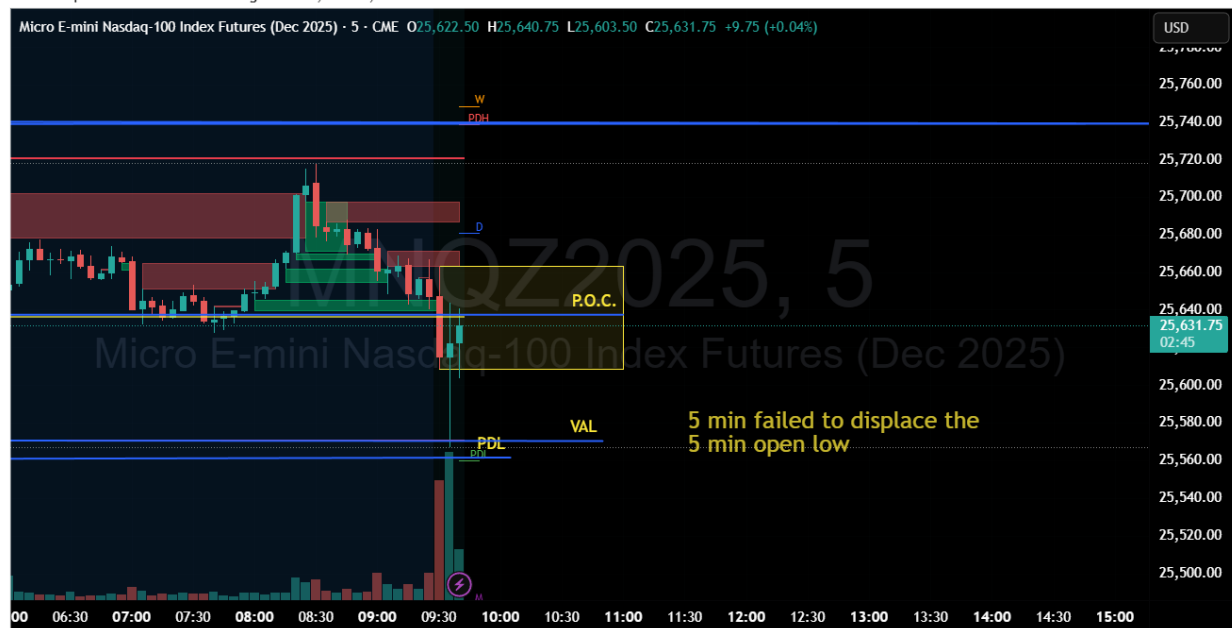 Micro E-mini Nasdaq-100 Index Futures (Dec 2025) · 5 · CME O25,622.50 H25,640.75 L25,603.50 C25,631.75 +9.75 (+0.04%)
USD
25,780.00
25,760.00
W
PDH
25,740.00
25,720.00
25,700.00
D
25,680.00
MNQZ2025, 5
25,660.00
P.O.C.
25,640.00
25,631.75
02:45
Micro E-mini Nasdaq-100 Index Futures (Dec 2025)
25,600.00
VAL
5 min failed to displace the
5 min open low
25,580.00
PDL
PDL
25,560.00
25,540.00
25,520.00
25,500.00
M
:00 06:30 07:00 07:30 08:00 08:30 09:00 09:30 10:00 10:30 11:00 11:30 12:00 12:30 13:00 13:30 14:00 14:30 15:00